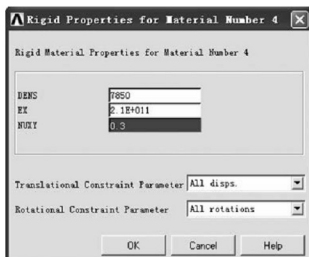 Rigid Properties for Material Number 4
Rigid Material Properties for Material Number 4
DENS 7850
EX 2.1E+011
NUXY 0.3
Translational Constraint Parameter All disps.
Rotational Constraint Parameter All rotations
OK Cancel Help